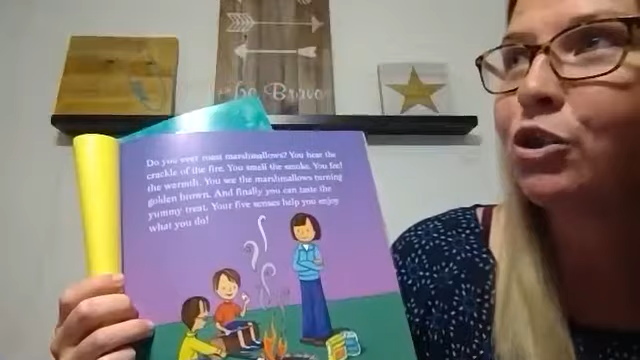 Be Brave
Do you ever roast marshmallows? You hear the
crackle of the fire. You smell the smoke. You feel
the warmth. You see the marshmallows turning
golden brown. And finally you can taste the
yummy treat. Your five senses help you enjoy
what you do!